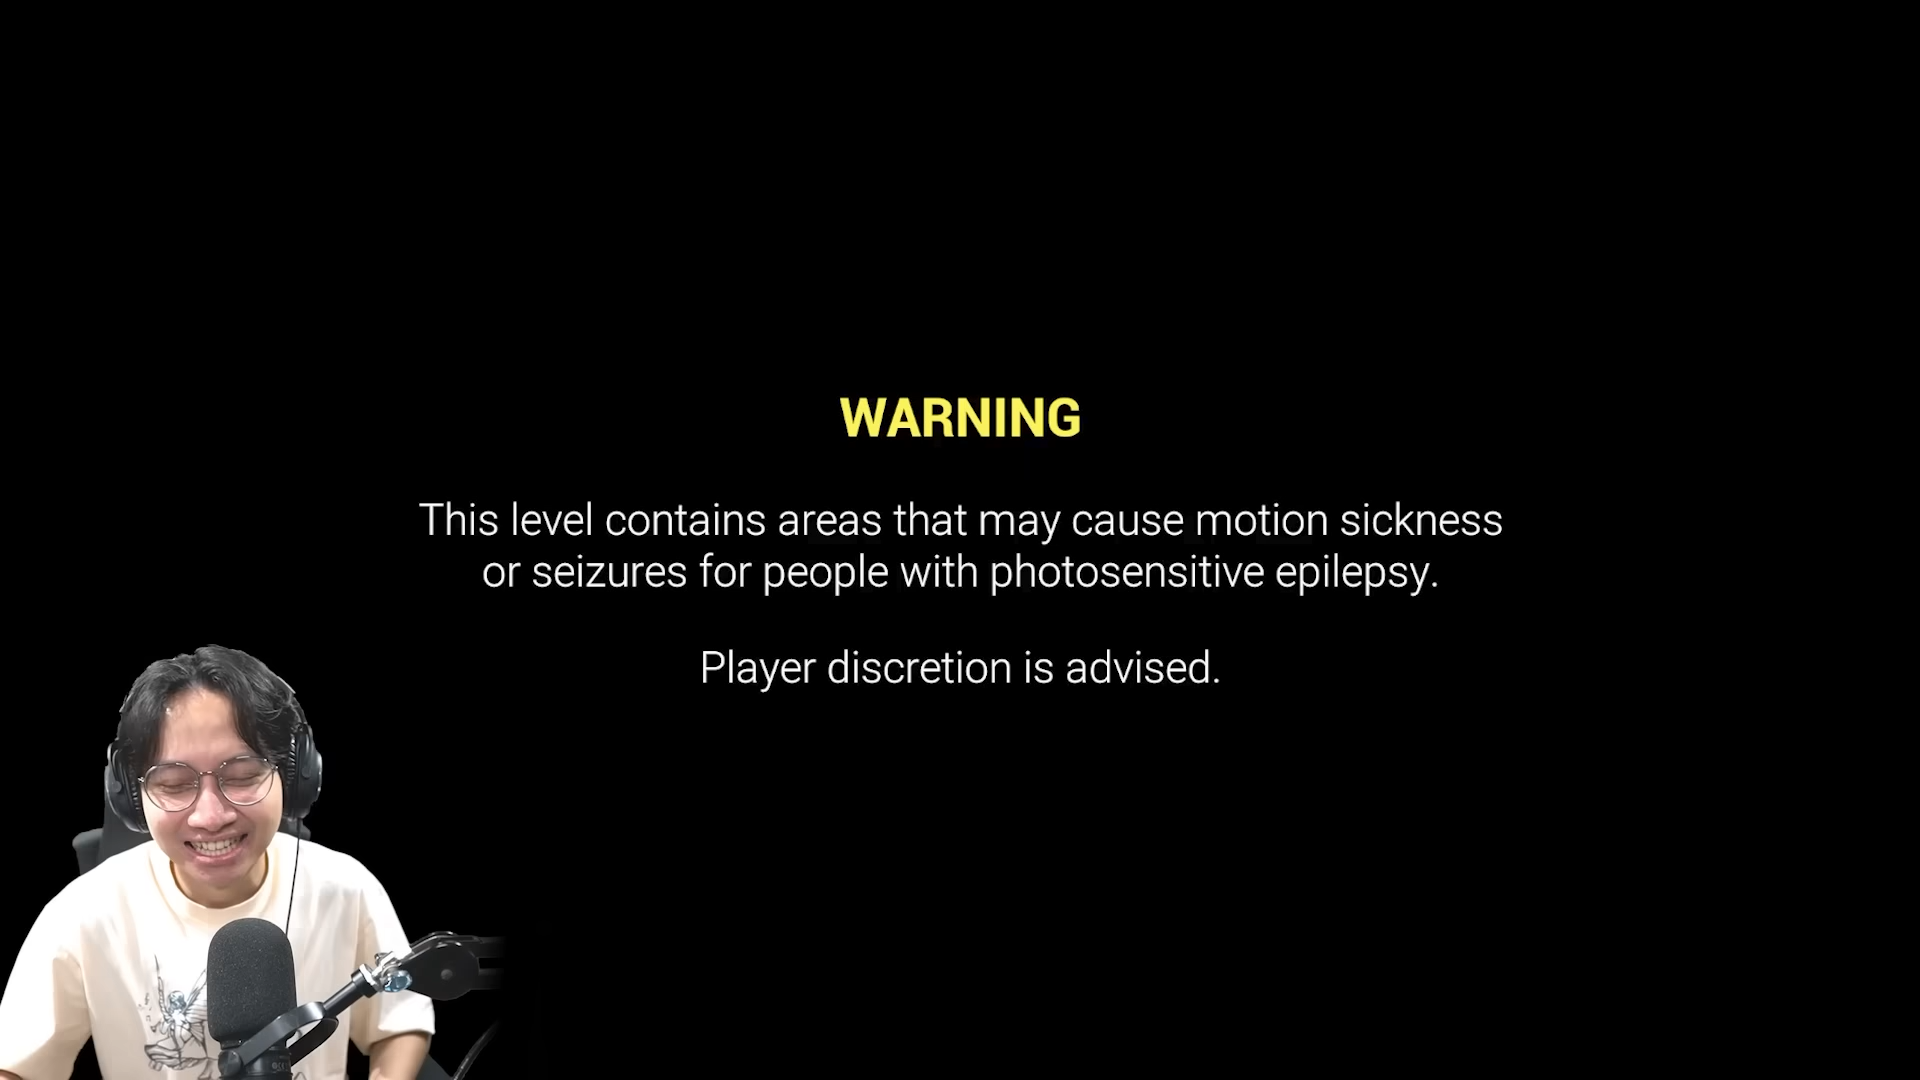 WARNING
This level contains areas that may cause motion sickness
or seizures for people with photosensitive epilepsy.
Player discretion is advised.